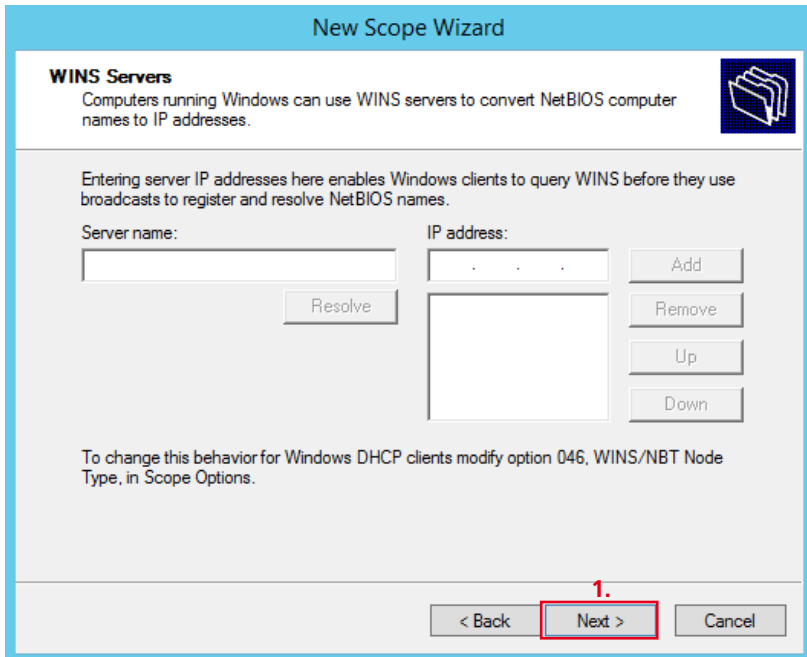 New Scope Wizard
WINS Servers
Computers running Windows can use WINS servers to convert NetBIOS computer
names to IP addresses.
Entering server IP addresses here enables Windows clients to query WINS before they use
broadcasts to register and resolve NetBIOS names.
Server name:
IP address:
Add
Resolve
Remove
Up
Down
To change this behavior for Windows DHCP clients modify option 046, WINS/NBT Node
Type, in Scope Options.
1.
< Back
Next >
Cancel